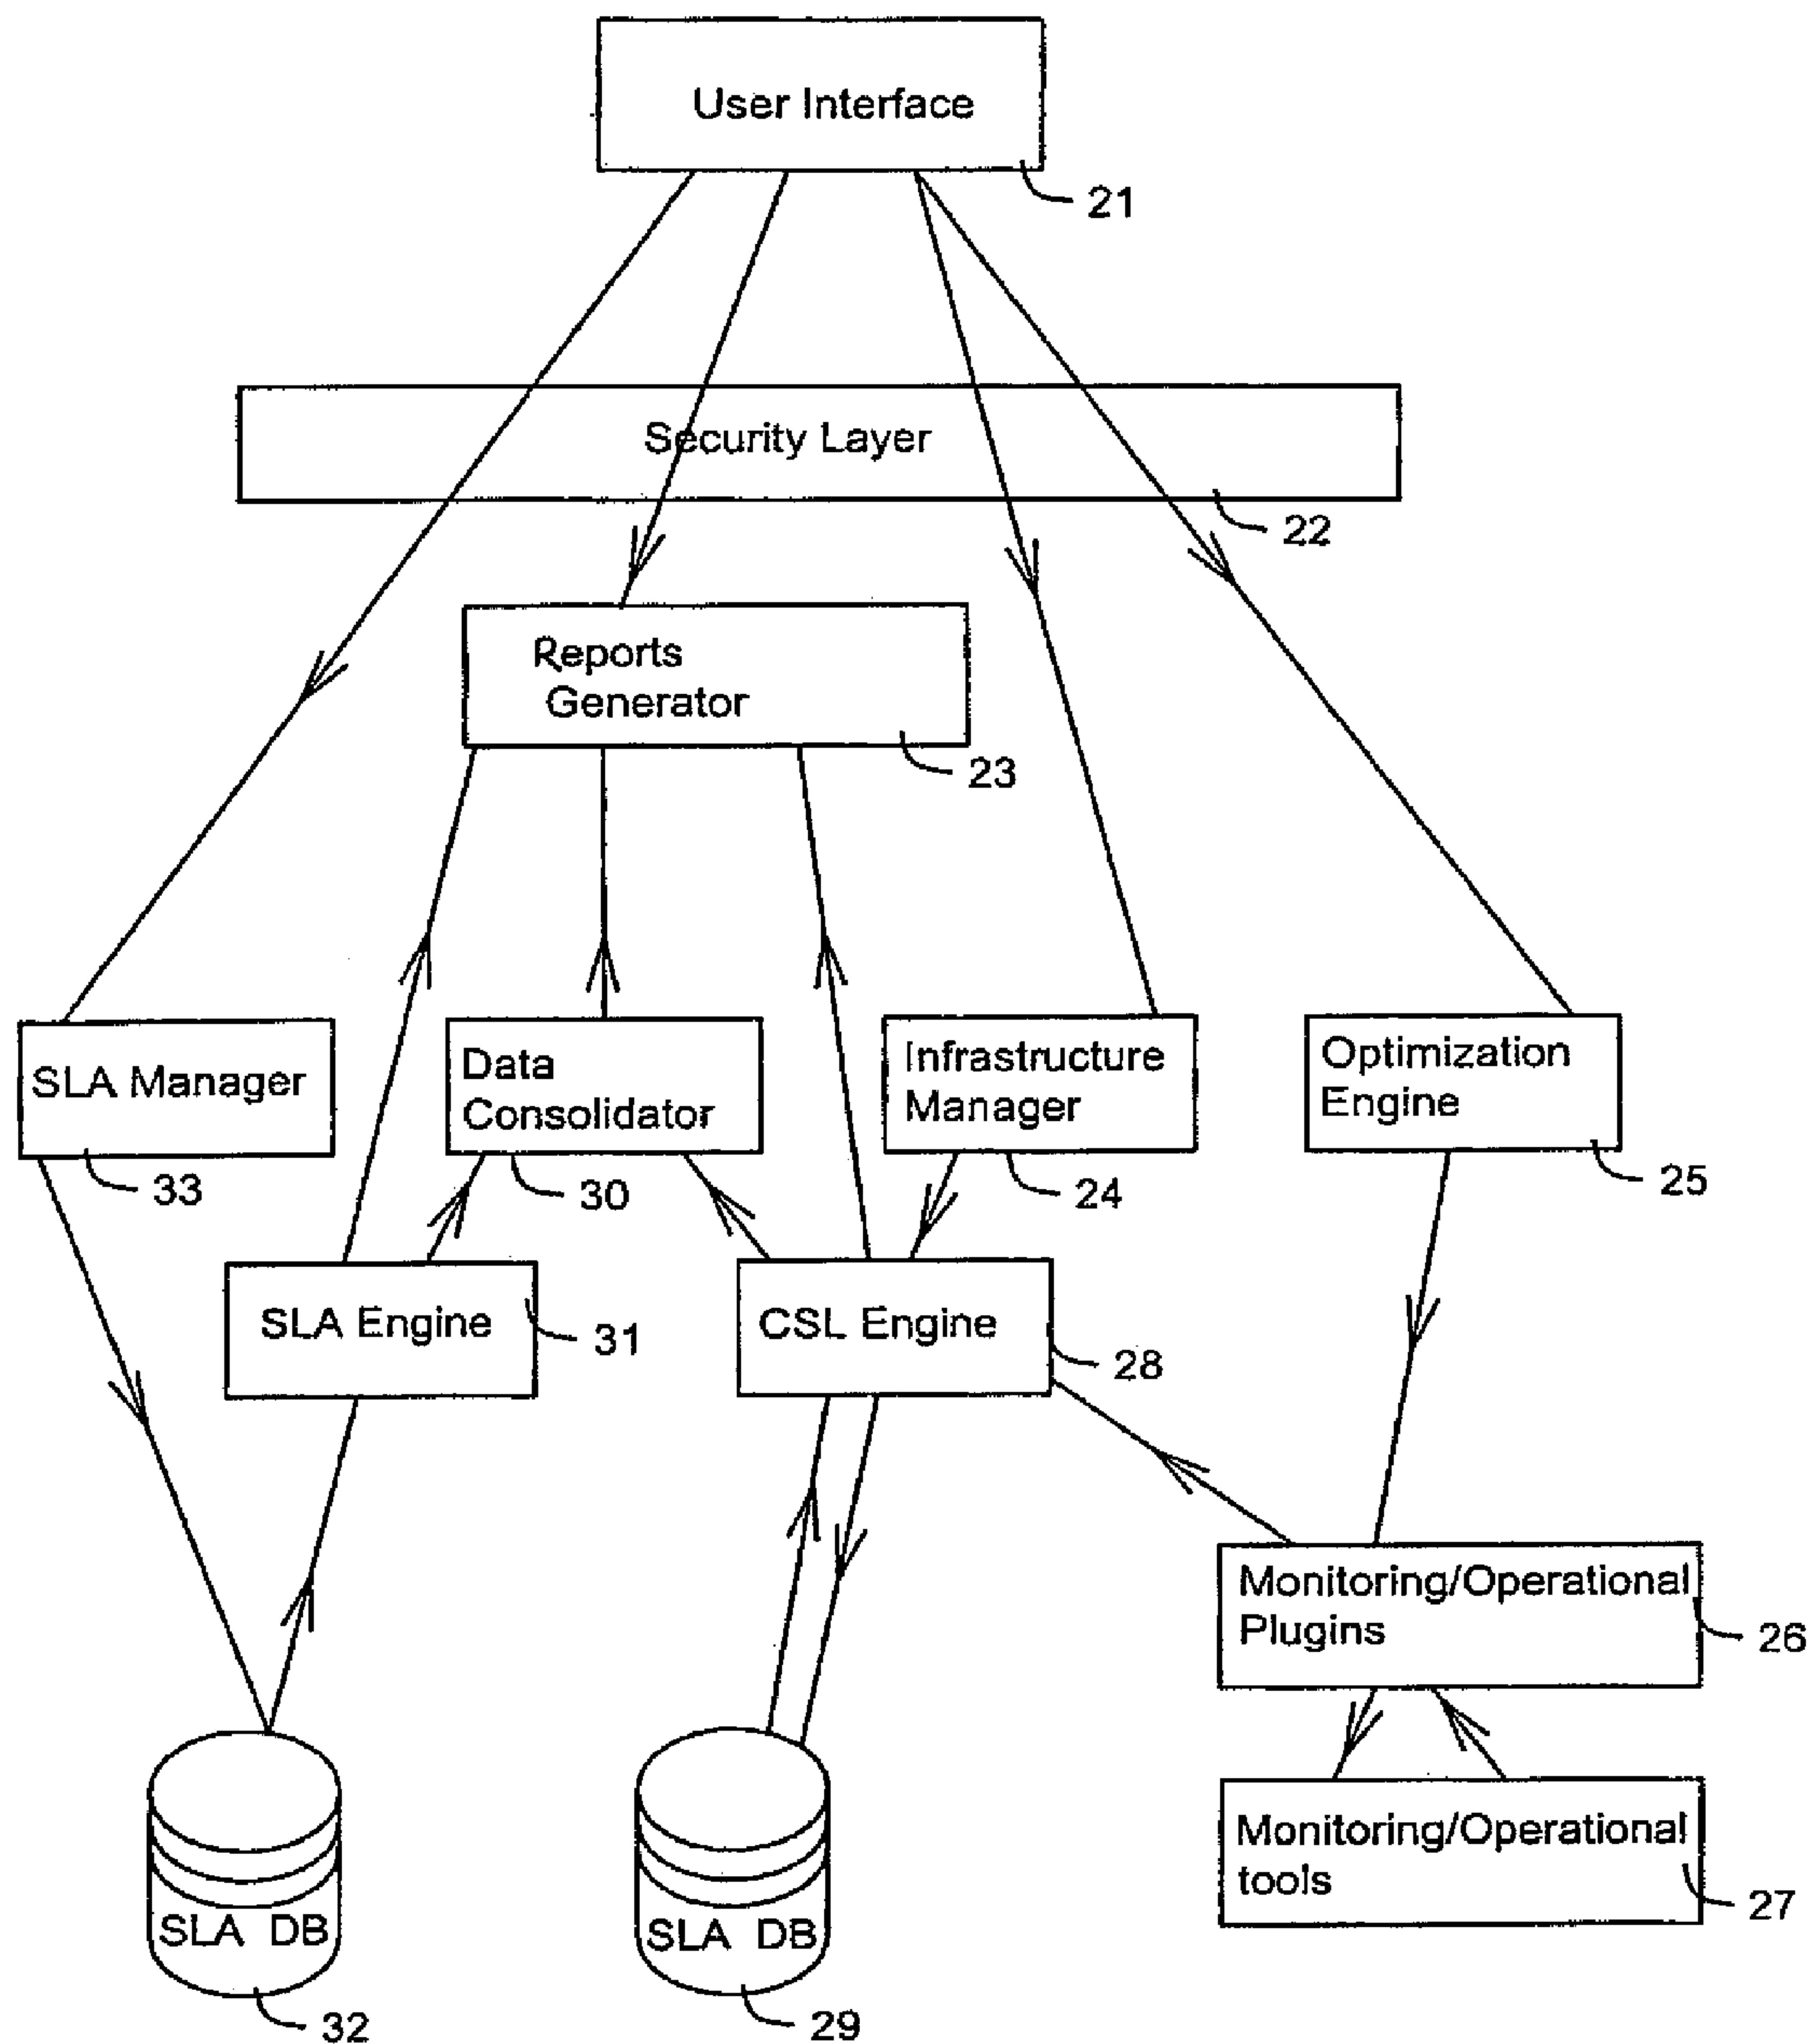 User Interface
21
Security Layer
22
Reports
Generator
23
SLA Manager
33
Data
Consolidator
30
Infrastructure
Manager
24
Optimization
Engine
25
SLA Engine
31
CSL Engine
28
Monitoring/Operational
Plugins
26
Monitoring/Operational
tools
27
SLA DB
32
SLA DB
29